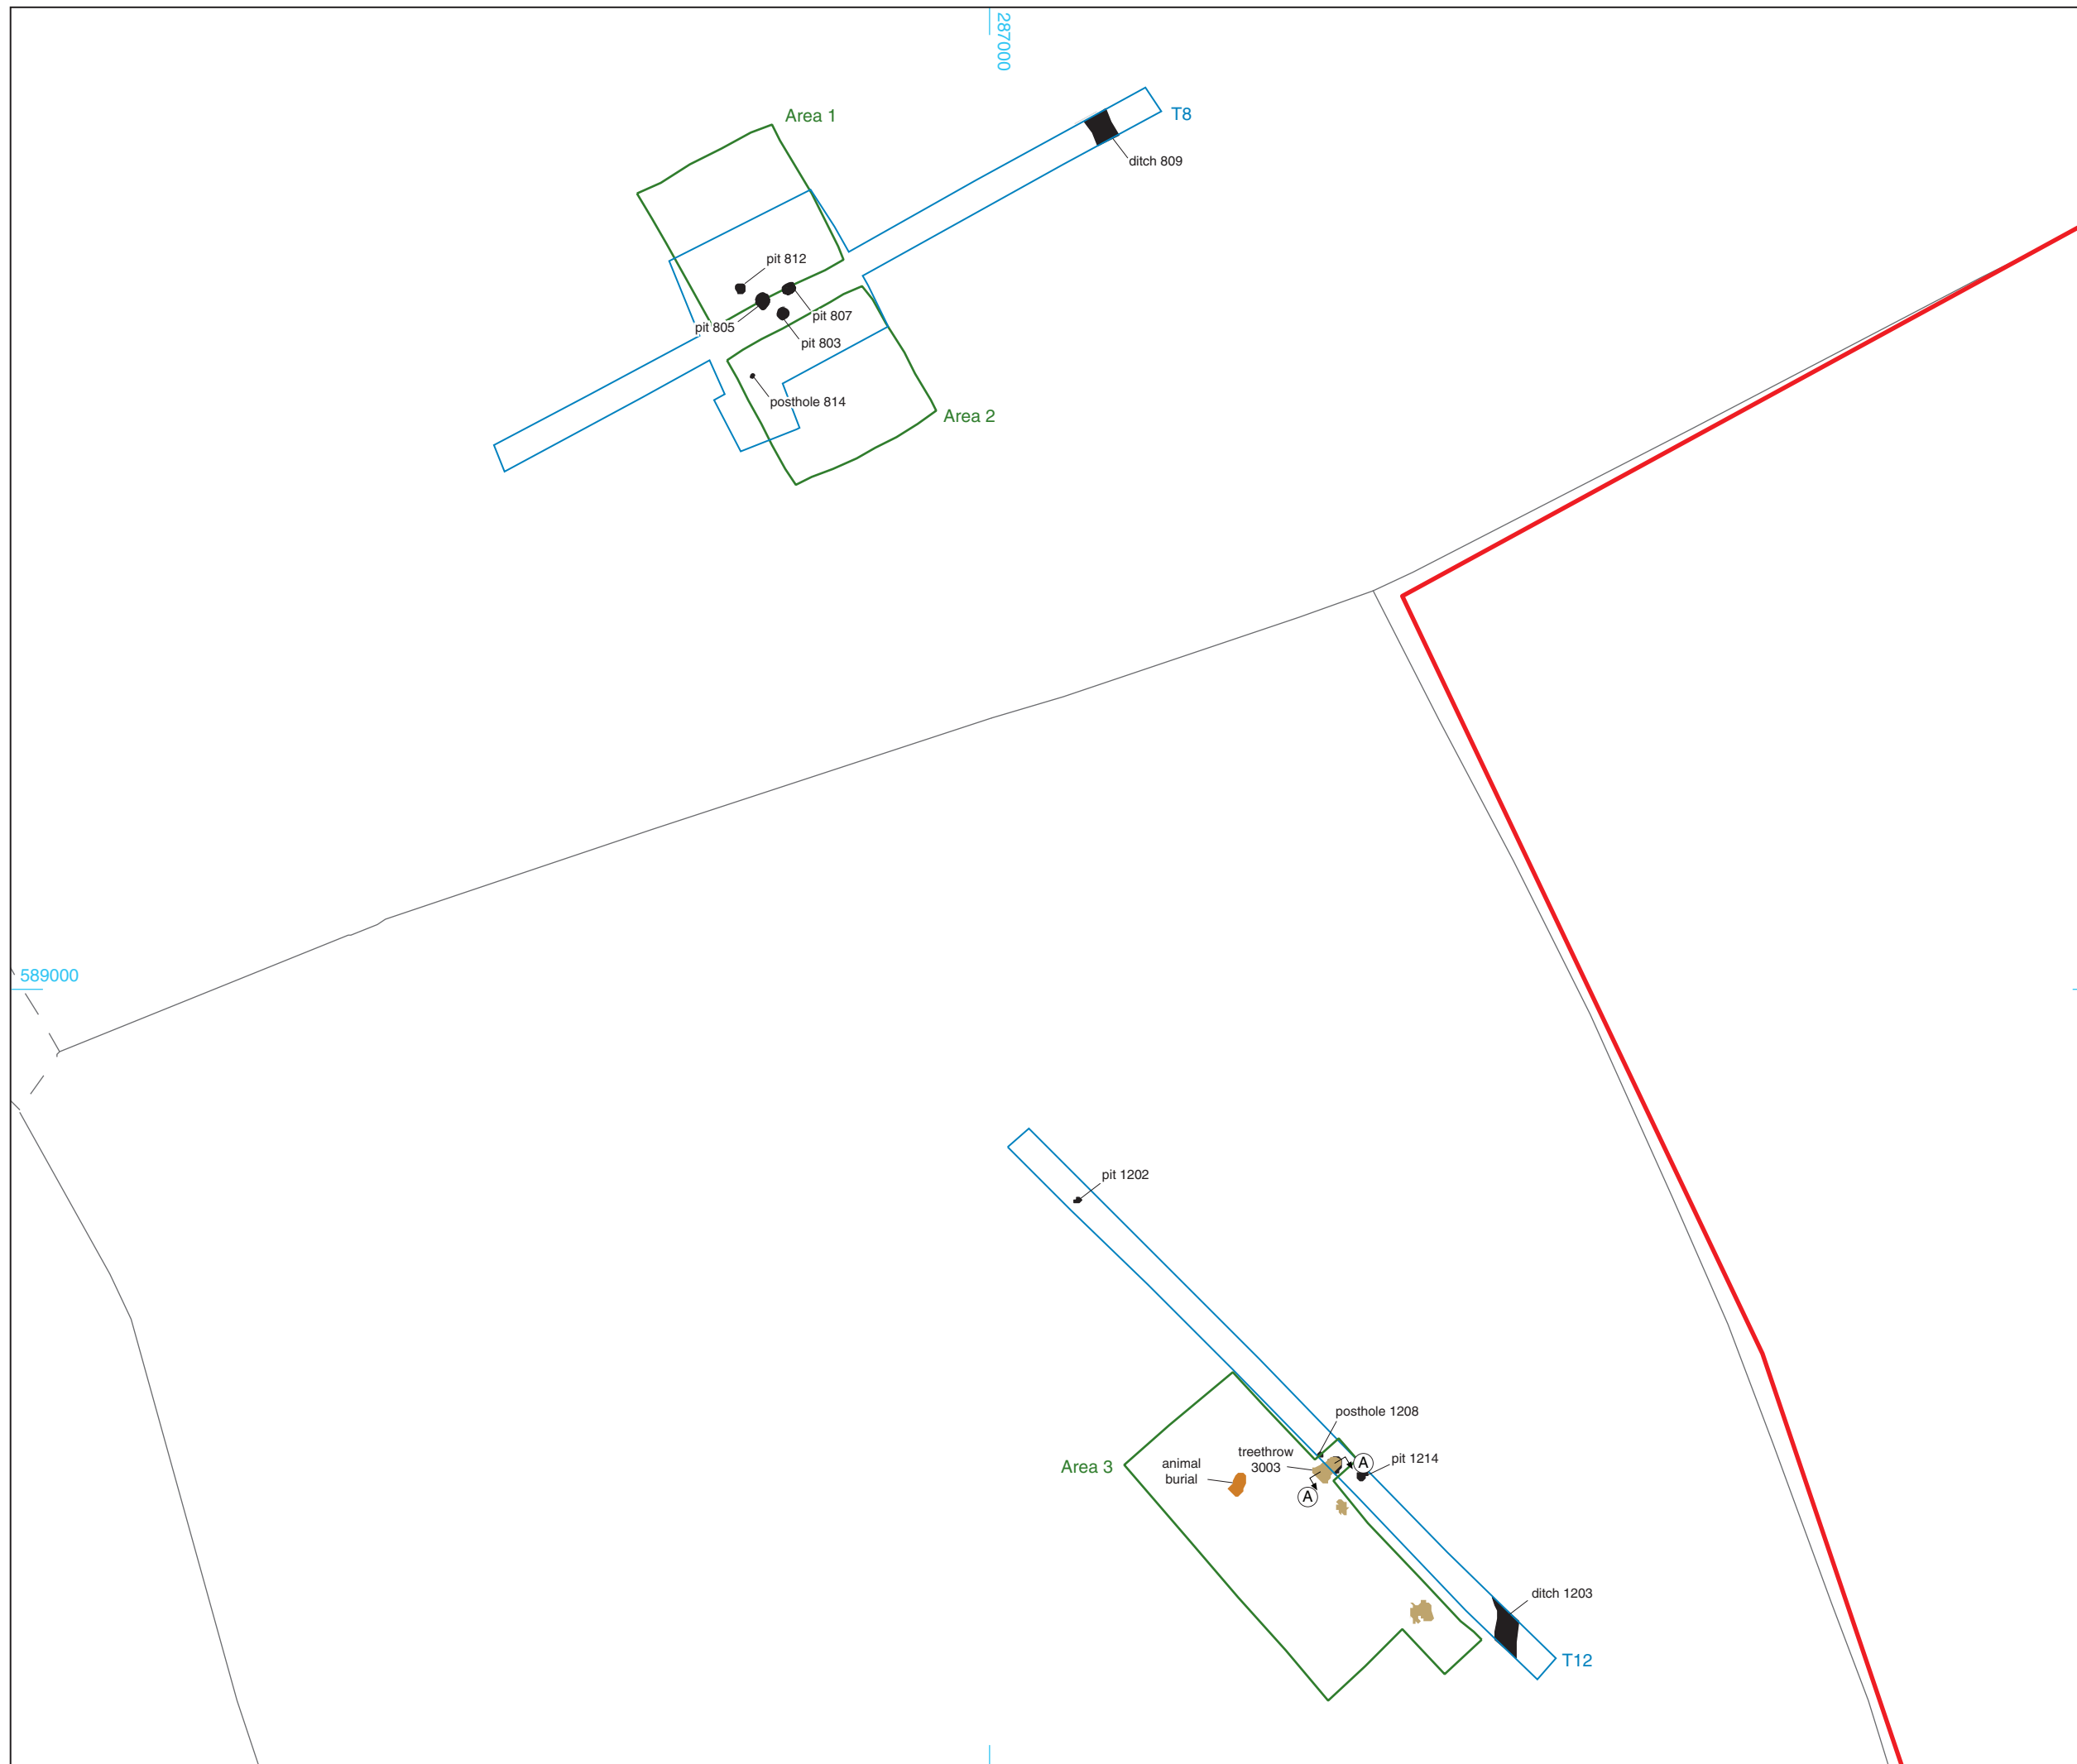 287000
Area 1
T8
ditch 809
pit 812
pit 805
pit 807
pit 803
posthole 814
Area 2
589000
pit 1202
posthole 1208
treethrow
3003
A
pit 1214
animal
burial
Area 3
A
ditch 1203
T12